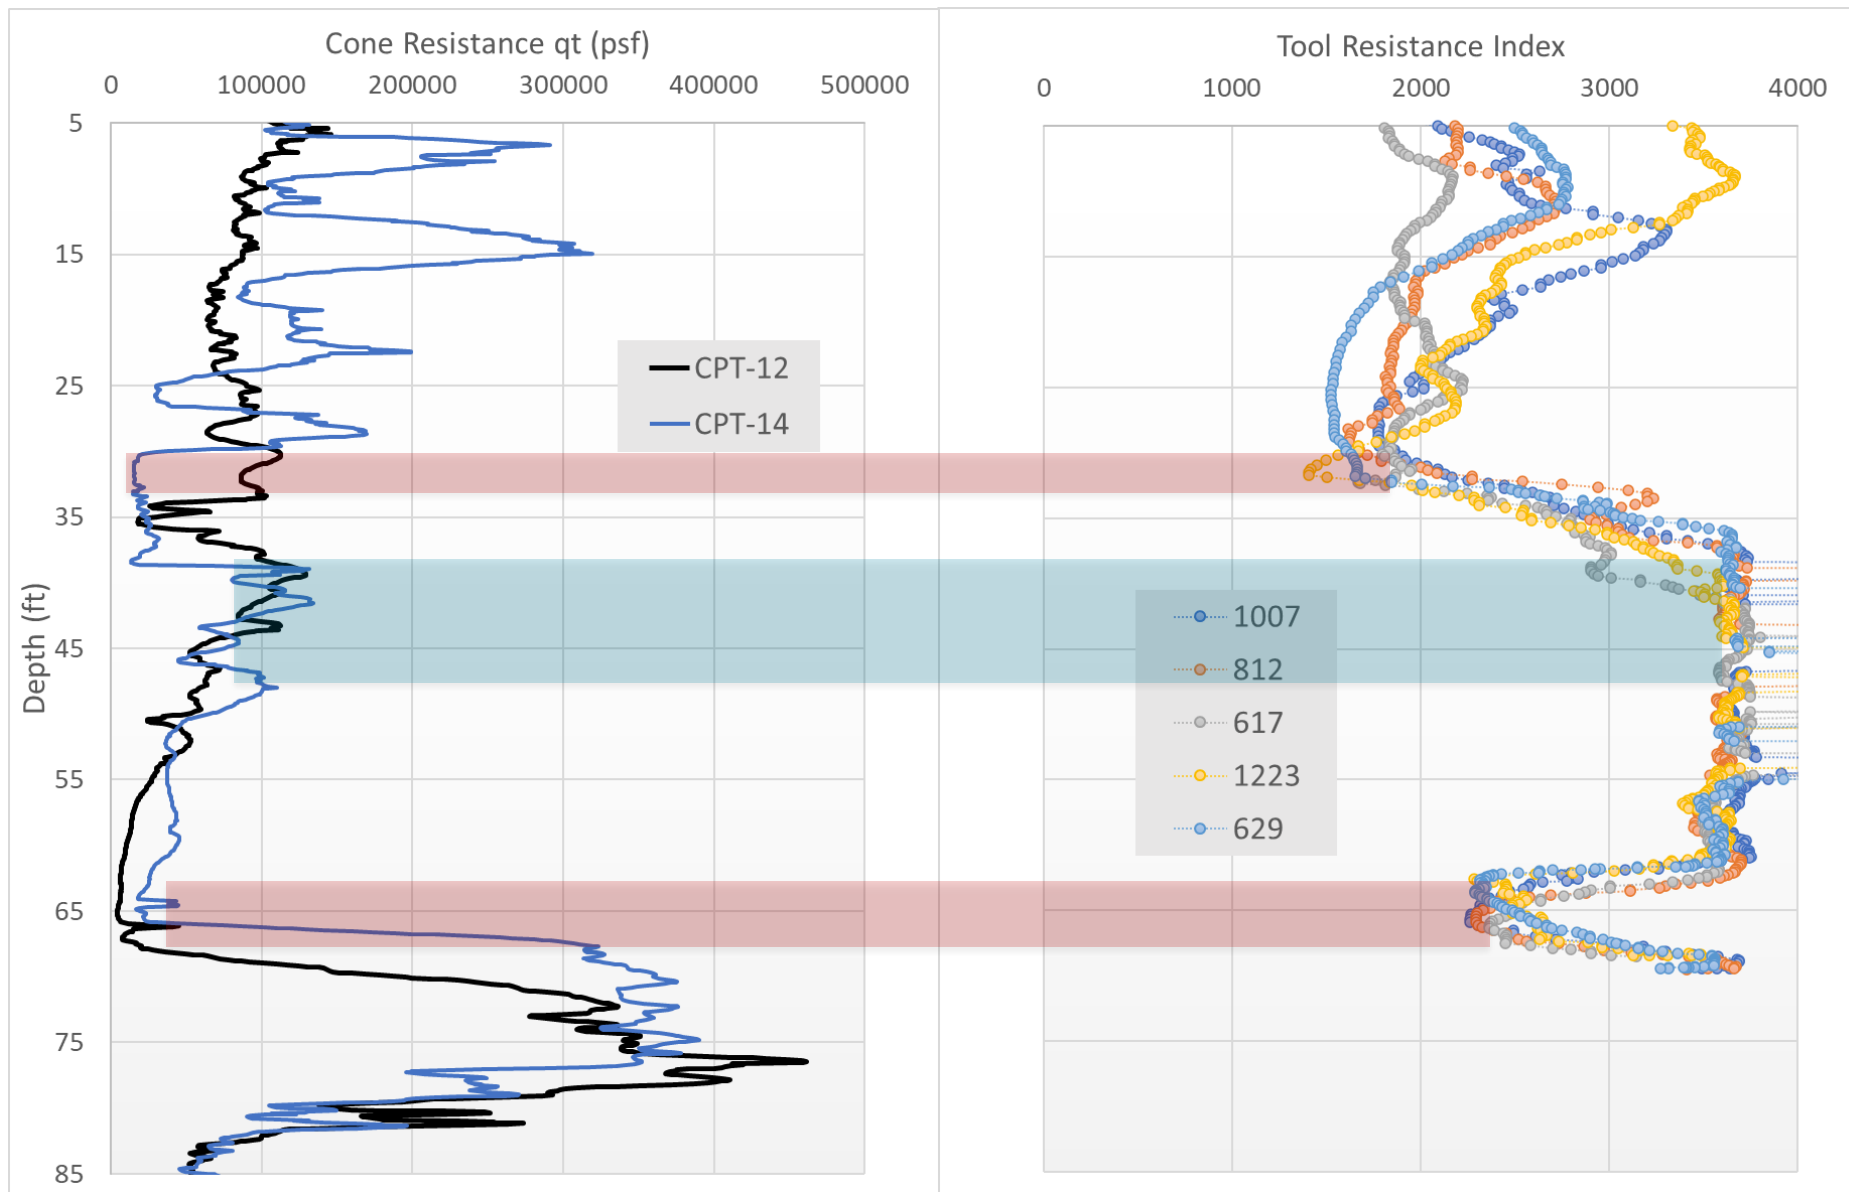 Cone Resistance qt (psf)
0 100000 200000 300000 400000 500000
5
15
25
35
45
55
65
75
85
Depth (ft)
CPT-12
CPT-14
Tool Resistance Index
0 1000 2000 3000 4000
1007
812
617
1223
629